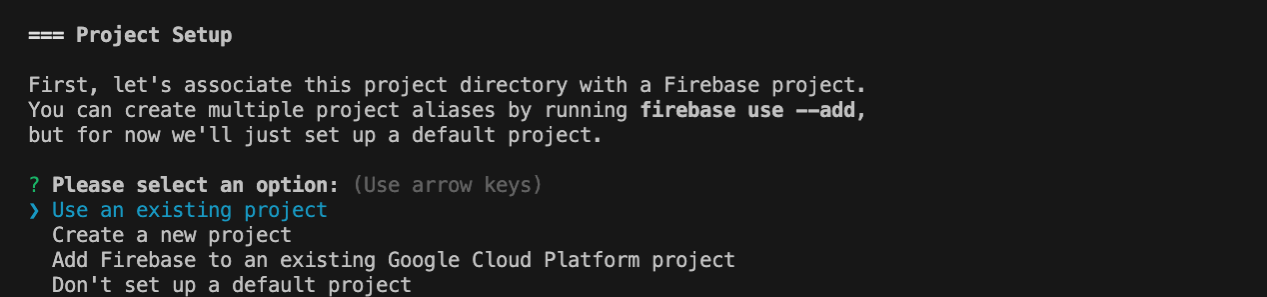 === Project Setup
First, let's associate this project directory with a Firebase project.
You can create multiple project aliases by running firebase use --add,
but for now we'll just set up a default project.
? Please select an option: (Use arrow keys)
❯ Use an existing project
Create a new project
Add Firebase to an existing Google Cloud Platform project
Don't set up a default project